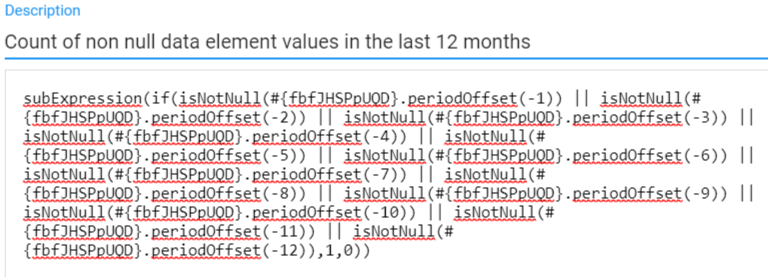 Description
Count of non null data element values in the last 12 months
subExpression(if(isNotNull(#{fbfJHSPpUQD}.periodOffset(-1)) || isNotNull(#
{fbfJHSPpUQD}.periodOffset(-2)) || isNotNull(#{fbfJHSPpUQD}.periodOffset(-3)) ||
isNotNull(#{fbfJHSPpUQD}.periodOffset(-4)) || isNotNull(#
{fbfJHSPpUQD}.periodOffset(-5)) || isNotNull(#{fbfJHSPpUQD}.periodOffset(-6)) ||
isNotNull(#{fbfJHSPpUQD}.periodOffset(-7)) || isNotNull(#
{fbfJHSPpUQD}.periodOffset(-8)) || isNotNull(#{fbfJHSPpUQD}.periodOffset(-9)) ||
isNotNull(#{fbfJHSPpUQD}.periodOffset(-10)) || isNotNull(#
{fbfJHSPpUQD}.periodOffset(-11)) || isNotNull(#
{fbfJHSPpUQD}.periodOffset(-12)),1,0))